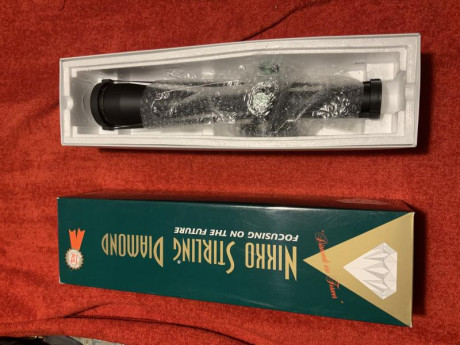 NIKKO STIRLING DIAMOND
FOCUSING ON THE FUTURE